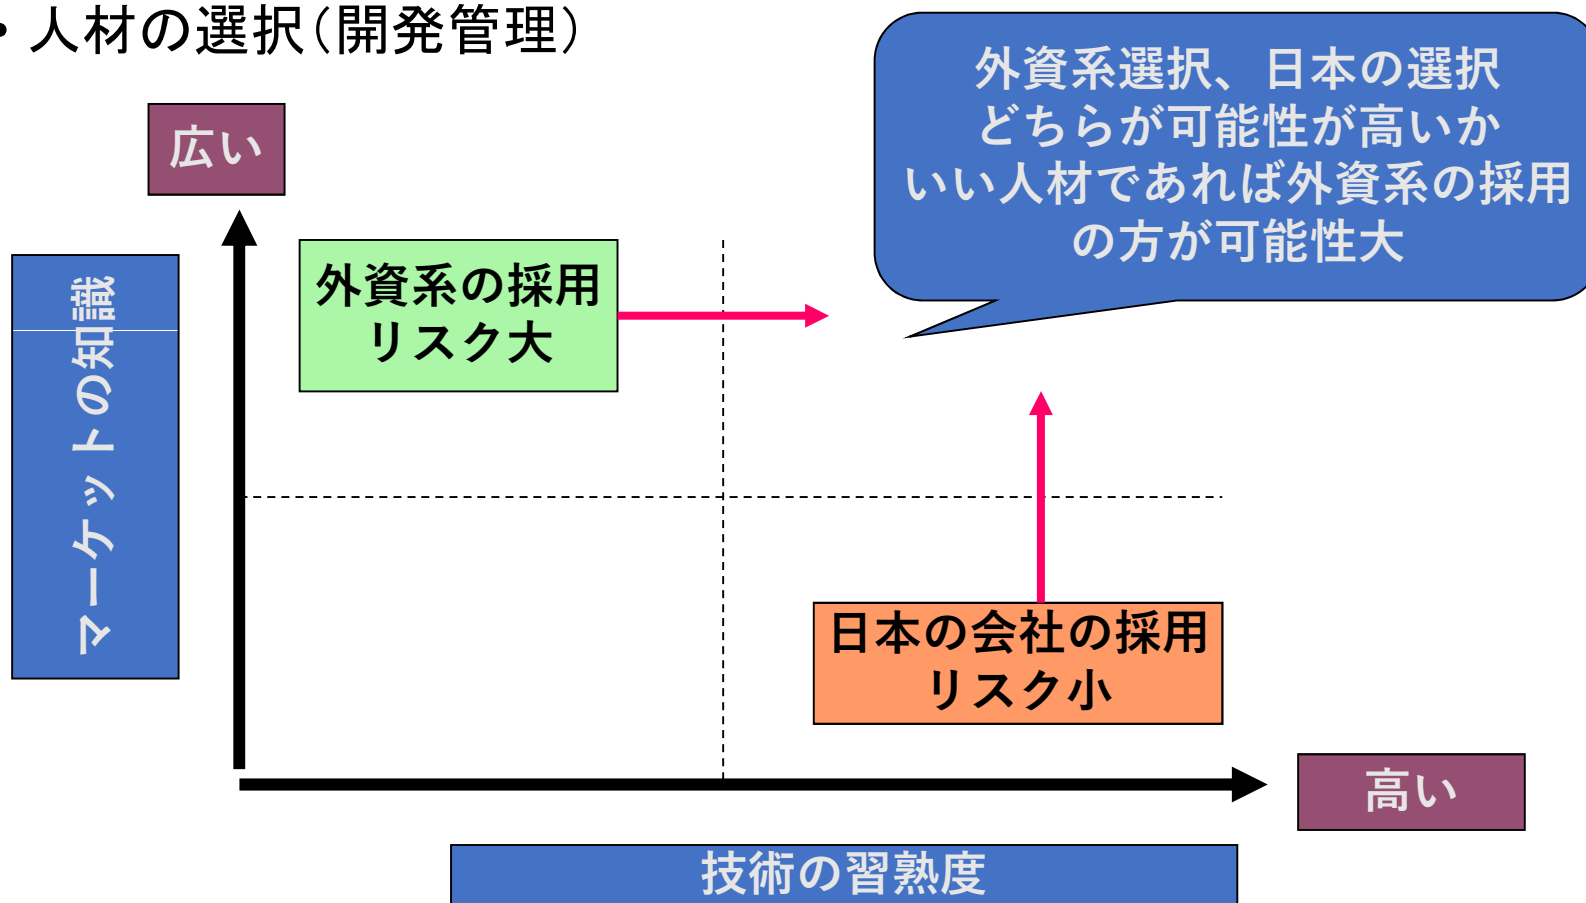 ・人材の選択（開発管理）
外資系選択、日本の選択
どちらが可能性が高いか
いい人材であれば外資系の採用
の方が可能性大
広い
マーケットの知識
外資系の採用
リスク大
日本の会社の採用
リスク小
高い
技術の習熟度